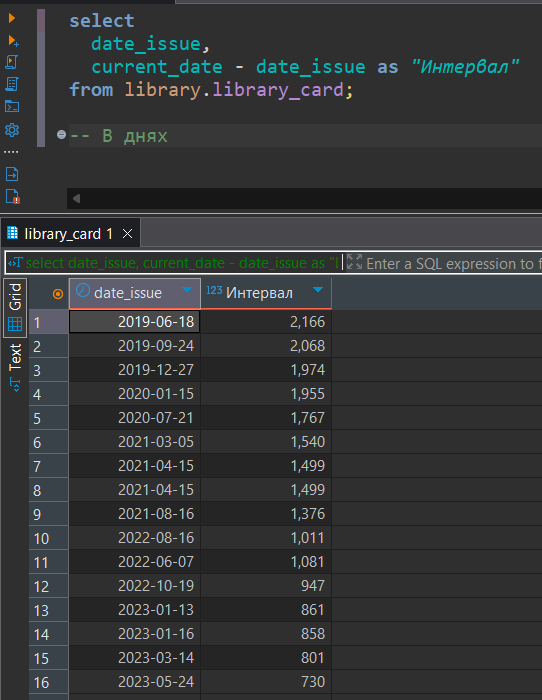 select
date_issue,
current_date - date_issue as "Интервал"
from library.library_card;
-- В днях
library_card 1
select date_issue, current_date - date_issue as "I
Enter a SQL expression to f
Grid
Text
date_issue
123 Интервал
1 2019-06-18 2,166
2 2019-09-24 2,068
3 2019-12-27 1,974
4 2020-01-15 1,955
5 2020-07-21 1,767
6 2021-03-05 1,540
7 2021-04-15 1,499
8 2021-04-15 1,499
9 2021-08-16 1,376
10 2022-08-16 1,011
11 2022-06-07 1,081
12 2022-10-19 947
13 2023-01-13 861
14 2023-01-16 858
15 2023-03-14 801
16 2023-05-24 730